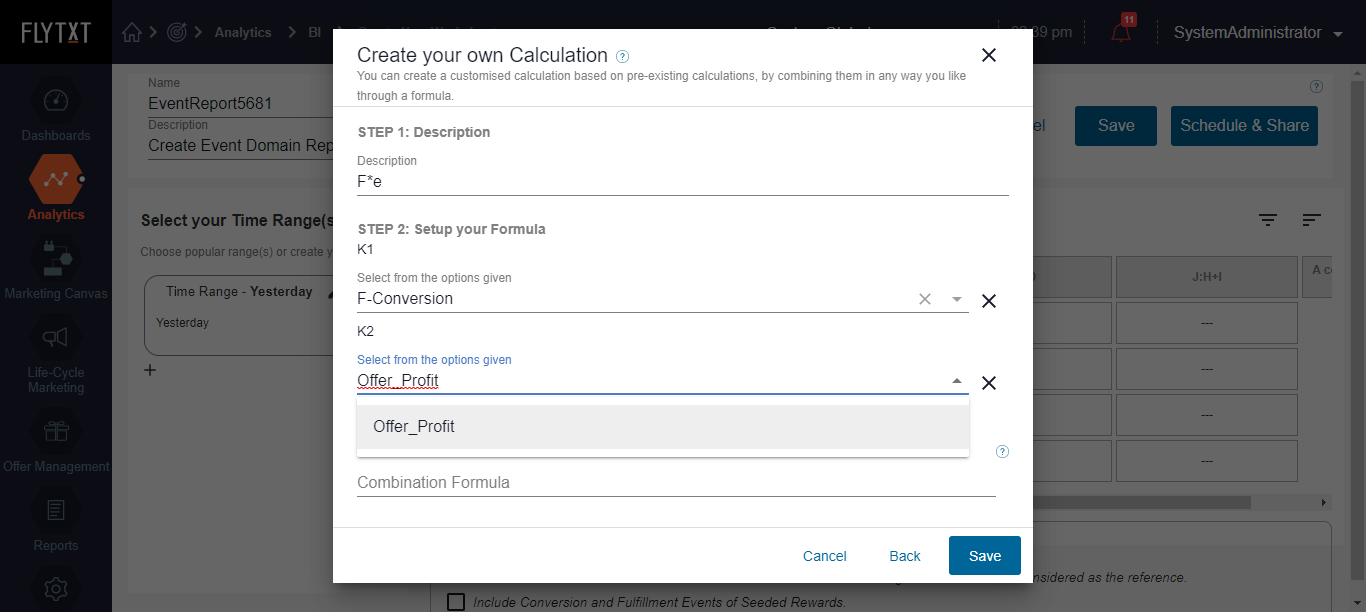 FLYTXT
Analytics
BI
39 pm
11
SystemAdministrator
Dashboards
Analytics
Marketing Canvas
Life-Cycle
Marketing
Offer Management
Reports
Name
EventReport5681
Description
Create Event Domain Rep
el
Save
Schedule & Share
Select your Time Range(s
Choose popular range(s) or create y
Time Range - Yesterday
Yesterday
+
J:H+I
A co
---
---
---
---
Create your own Calculation ?
You can create a customised calculation based on pre-existing calculations, by combining them in any way you like
through a formula.
STEP 1: Description
Description
F*e
STEP 2: Setup your Formula
K1
Select from the options given
F-Conversion
K2
Select from the options given
Offer_Profit
Offer_Profit
Combination Formula
Cancel
Back
Save
nsidered as the reference.
Include Conversion and Fulfillment Events of Seeded Rewards.